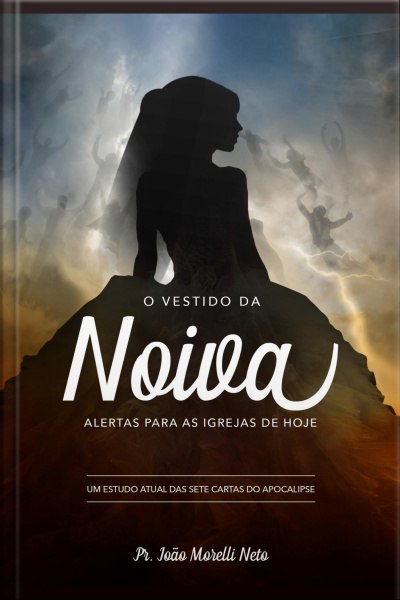 O VESTIDO DA
Noiva
ALERTAS PARA AS IGREJAS DE HOJE
UM ESTUDO ATUAL DAS SETE CARTAS DO APOCALIPSE
Pr. João Morelli Neto